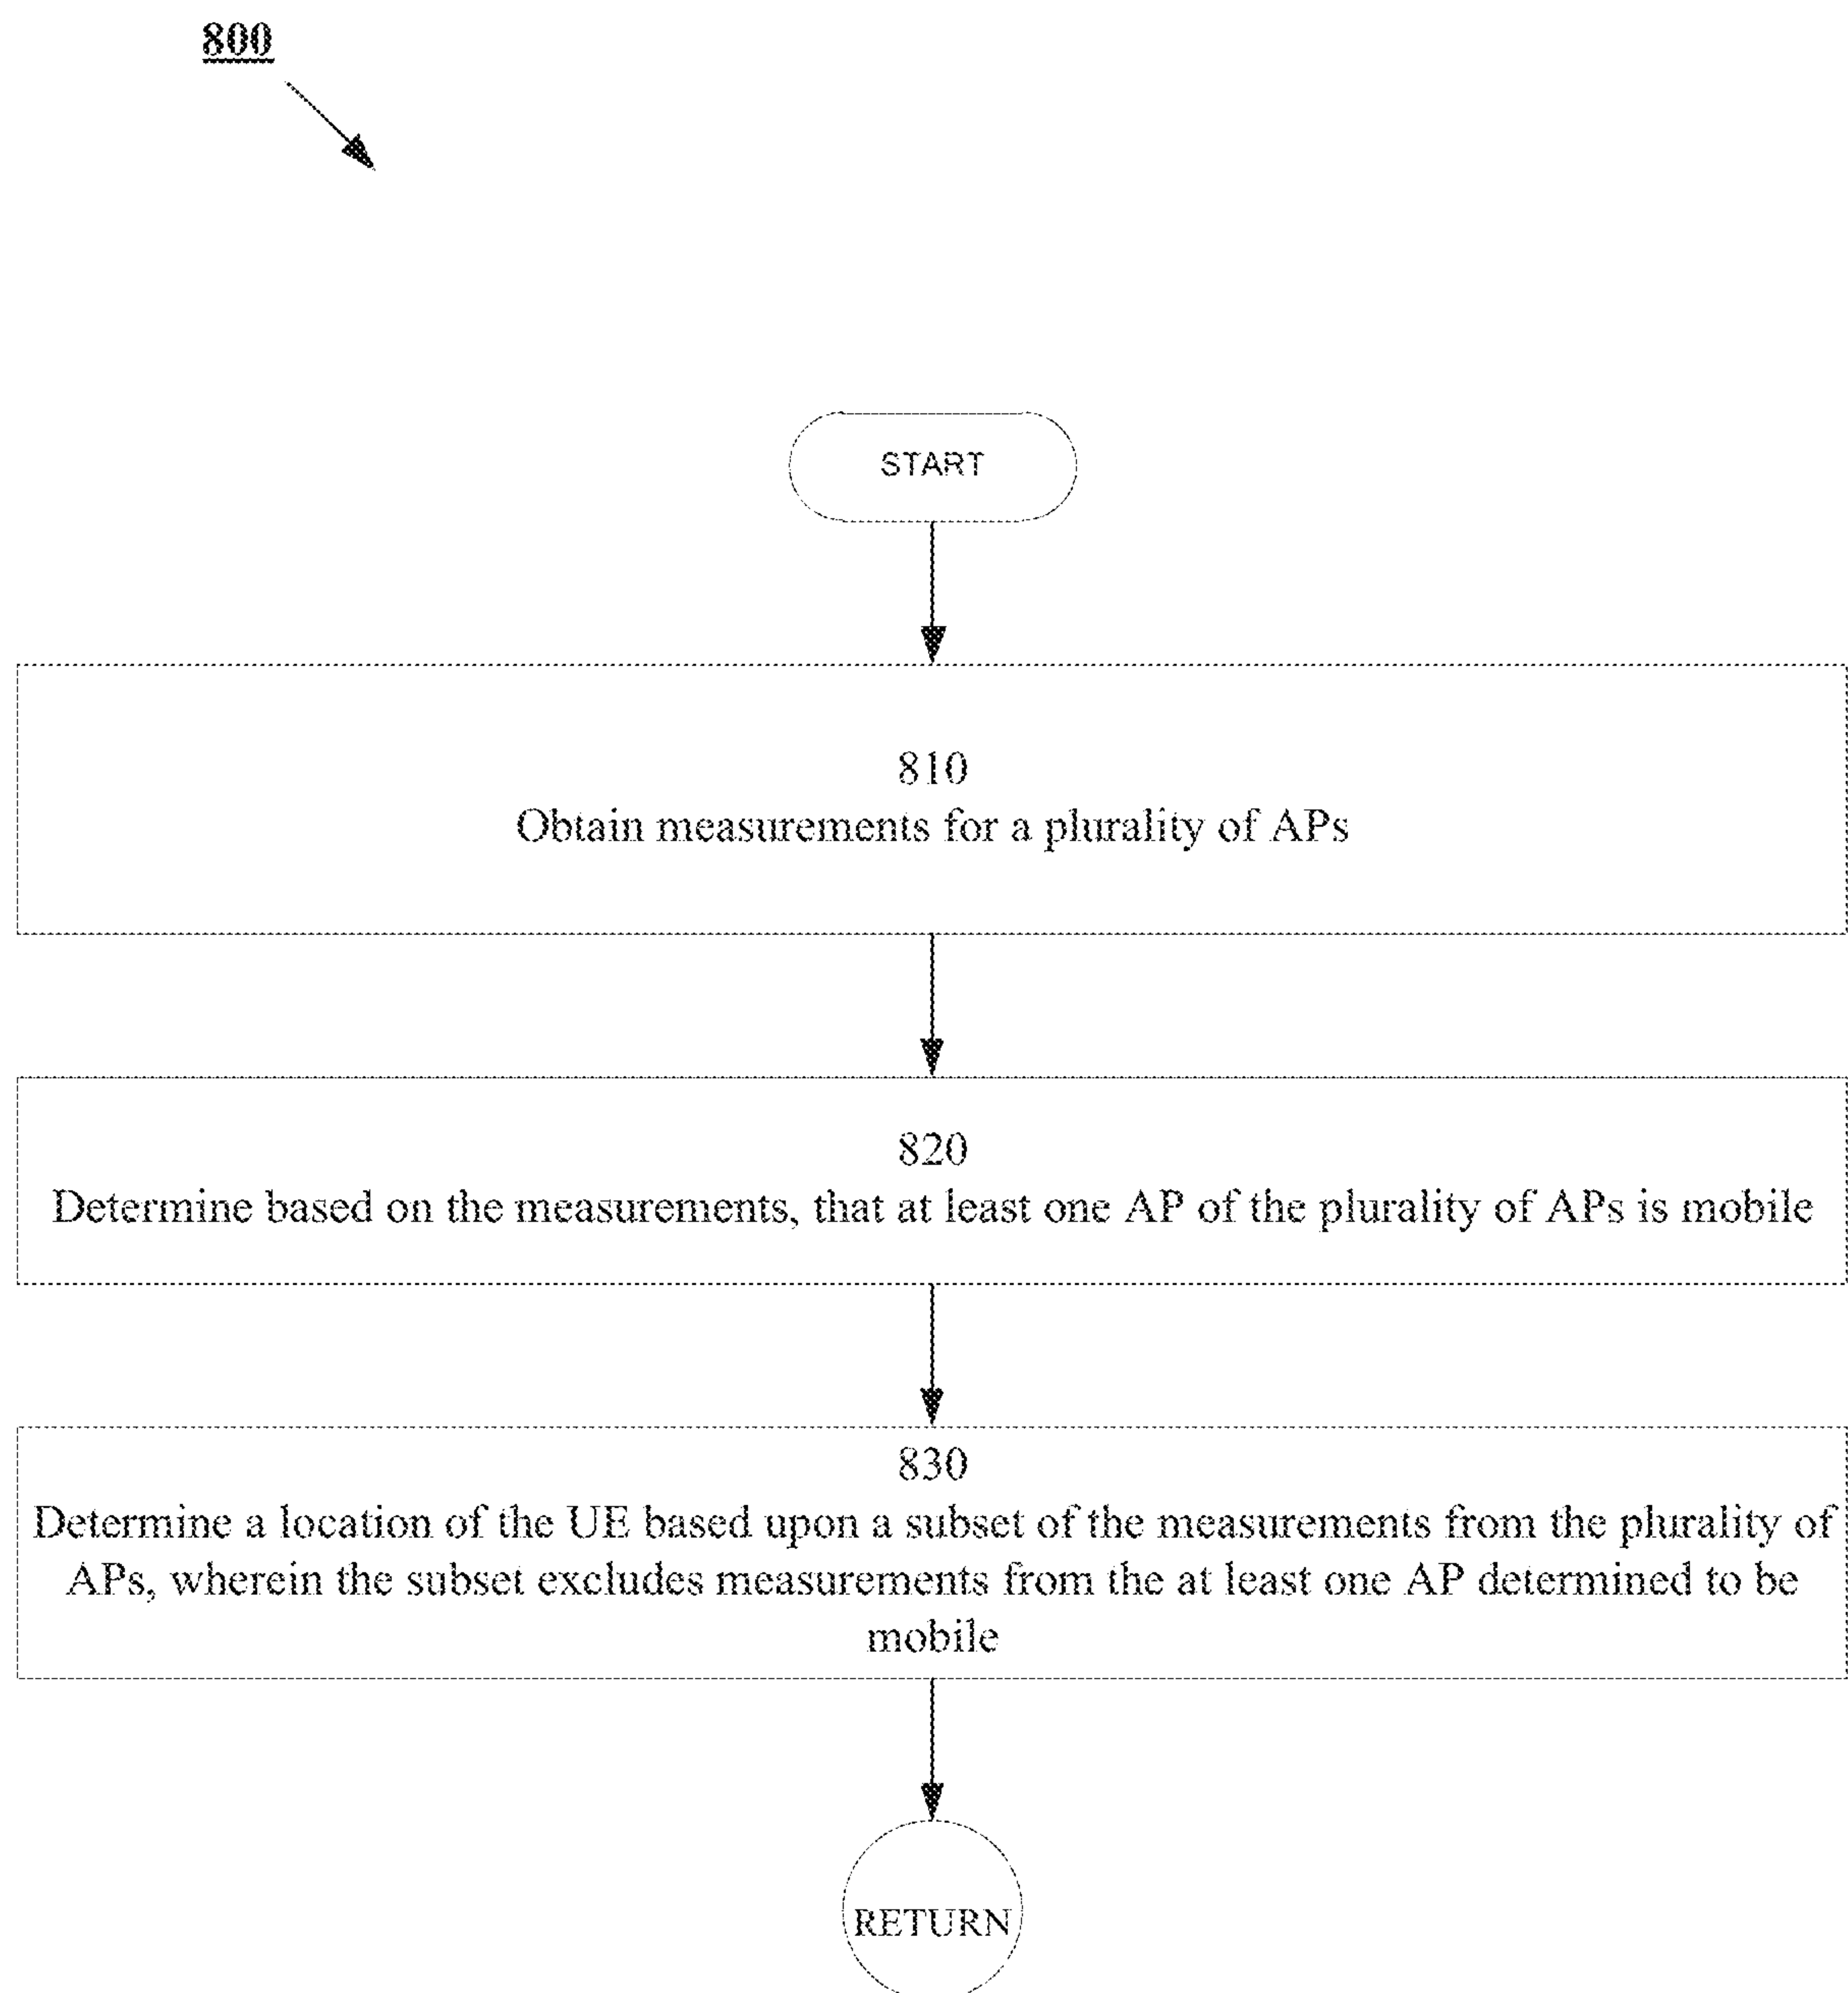 800
START
810
Obtain measurements for a plurality of APs
820
Determine based on the measurements, that at least one AP of the plurality of APs is mobile
830
Determine a location of the UE based upon a subset of the measurements from the plurality of
APs, wherein the subset excludes measurements from the at least one AP determined to be
mobile
RETURN